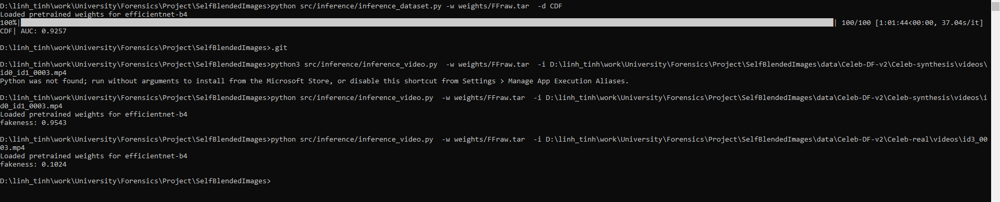 D:\linh_tinh\work\University\Forensics\Project\SelfBlendedImages>python src/inference/inference_dataset.py -w weights/FFraw.tar  -d CDF
Loaded pretrained weights for efficientnet-b4
100%|| 100/100 [1:01:44<00:00, 37.04s/it]
CDF| AUC: 0.9257
D:\linh_tinh\work\University\Forensics\Project\SelfBlendedImages>.git
D:\linh_tinh\work\University\Forensics\Project\SelfBlendedImages>python3 src/inference/inference_video.py  -w weights/FFraw.tar  -i D:\linh_tinh\work\University\Forensics\Project\SelfBlendedImages\data\Celeb-DF-v2\Celeb-synthesis\videos\
id0_id1_0003.mp4
Python was not found; run without arguments to install from the Microsoft Store, or disable this shortcut from Settings > Manage App Execution Aliases.
D:\linh_tinh\work\University\Forensics\Project\SelfBlendedImages>python src/inference/inference_video.py  -w weights/FFraw.tar  -i D:\linh_tinh\work\University\Forensics\Project\SelfBlendedImages\data\Celeb-DF-v2\Celeb-synthesis\videos\i
d0_id1_0003.mp4
Loaded pretrained weights for efficientnet-b4
fakeness: 0.9543
D:\linh_tinh\work\University\Forensics\Project\SelfBlendedImages>python src/inference/inference_video.py  -w weights/FFraw.tar  -i D:\linh_tinh\work\University\Forensics\Project\SelfBlendedImages\data\Celeb-DF-v2\Celeb-real\videos\id3_00
03.mp4
Loaded pretrained weights for efficientnet-b4
fakeness: 0.1024
D:\linh_tinh\work\University\Forensics\Project\SelfBlendedImages>